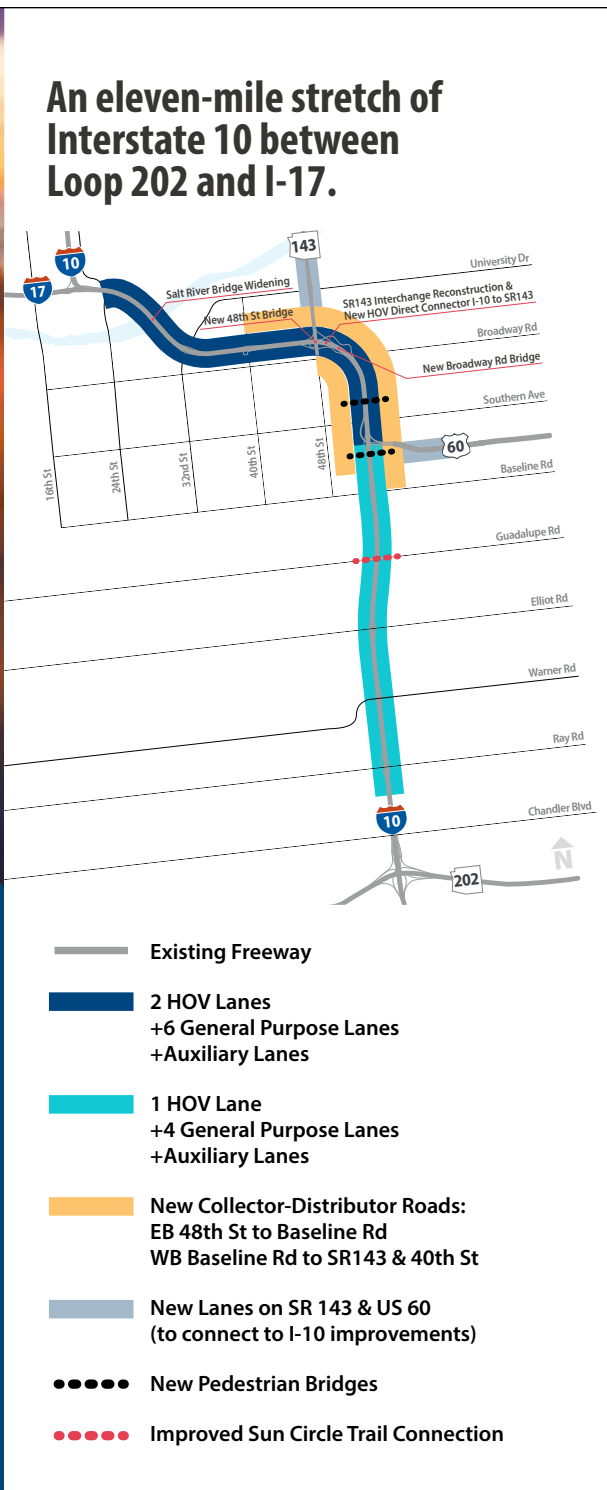 An eleven-mile stretch of
Interstate 10 between
Loop 202 and I-17.
143
10
17
University Dr
Salt River Bridge Widening
SR143 Interchange Reconstruction &
New HOV Direct Connector I-10 to SR143
New 48th St Bridge
Broadway Rd
New Broadway Rd Bridge
Southern Ave
60
Baseline Rd
16th St
24th St
32nd St
40th St
48th St
Guadalupe Rd
Elliot Rd
Warner Rd
Ray Rd
Chandler Blvd
10
N
202
Existing Freeway
2 HOV Lanes
+6 General Purpose Lanes
+Auxiliary Lanes
1 HOV Lane
+4 General Purpose Lanes
+Auxiliary Lanes
New Collector-Distributor Roads:
EB 48th St to Baseline Rd
WB Baseline Rd to SR143 & 40th St
New Lanes on SR 143 & US 60
(to connect to I-10 improvements)
New Pedestrian Bridges
Improved Sun Circle Trail Connection